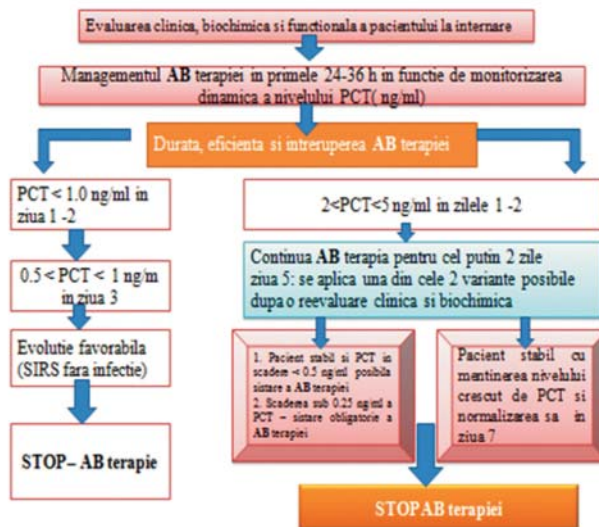 Evaluarea clinica, biochimica si functionala a pacientului la internare
Managementul AB terapiei in primele 24-36 h in functie de monitorizarea
dinamica a nivelului PCT( ng/ml)
Durata, eficienta si intreruperea AB terapiei
PCT < 1.0 ng/ml in
ziua 1 -2
0.5 < PCT < 1 ng/m
in ziua 3
Evolutie favorabila
(SIRS fara infectie)
STOP– AB terapie
2<PCT<5 ng/ml in zilele 1 -2
Continua AB terapia pentru cel putin 2 zile
ziua 5: se aplica una din cele 2 variante posibile
dupa o reevaluare clinica si biochimica
1. Pacient stabil si PCT in
scadere < 0.5 ng/ml posibila
sistare a AB terapiei
2. Scaderea sub 0.25 ng/ml a
PCT – sistare obligatorie a
AB terapiei
Pacient stabil cu
mentinerea nivelului
crescut de PCT si
normalizarea sa in
ziua 7
STOP AB terapiei